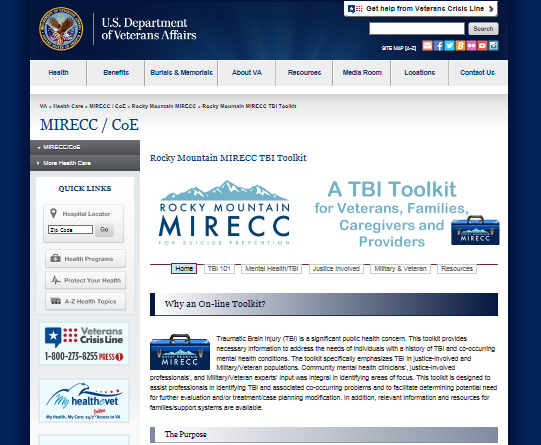 Get help from Veterans Crisis Line
U.S. Department
of Veterans Affairs
Search
SITE MAP [A-Z]
Health
Benefits
Burials & Memorials
About VA
Resources
Media Room
Locations
Contact Us
VA » Health Care » MIRECC / CoE » Rocky Mountain MIRECC » Rocky Mountain MIRECC TBI Toolkit
MIRECC / CoE
MIRECC/CoE
More Health Care
QUICK LINKS
Hospital Locator
Zip Code
Go
Health Programs
Protect Your Health
A-Z Health Topics
Veterans
Crisis Line
1-800-273-8255 PRESS 1
My healthevet
Online
My Health, My Care: 24/7 Access to VA
Rocky Mountain MIRECC TBI Toolkit
ROCKY MOUNTAIN
MIRECC
FOR SUICIDE PREVENTION
A TBI Toolkit
for Veterans, Families,
Caregivers and
Providers
MIRECC
Home
TBI 101
Mental Health/TBI
Justice Involved
Military & Veteran
Resources
Why an On-line Toolkit?
MIRECC
Traumatic Brain Injury (TBI) is a significant public health concern. This toolkit provides
necessary information to address the needs of individuals with a history of TBI and co-occurring
mental health conditions. The toolkit specifically emphasizes TBI in justice-involved and
Military/Veteran populations. Community mental health clinicians', justice-involved
professionals', and Military/Veteran experts' input was integral in identifying areas of focus. This toolkit is designed to
assist professionals in identifying TBI and associated co-occurring problems and to facilitate determining potential need
for further evaluation and/or treatment/case planning modification. In addition, relevant information and resources for
families/support systems are available.
The Purpose